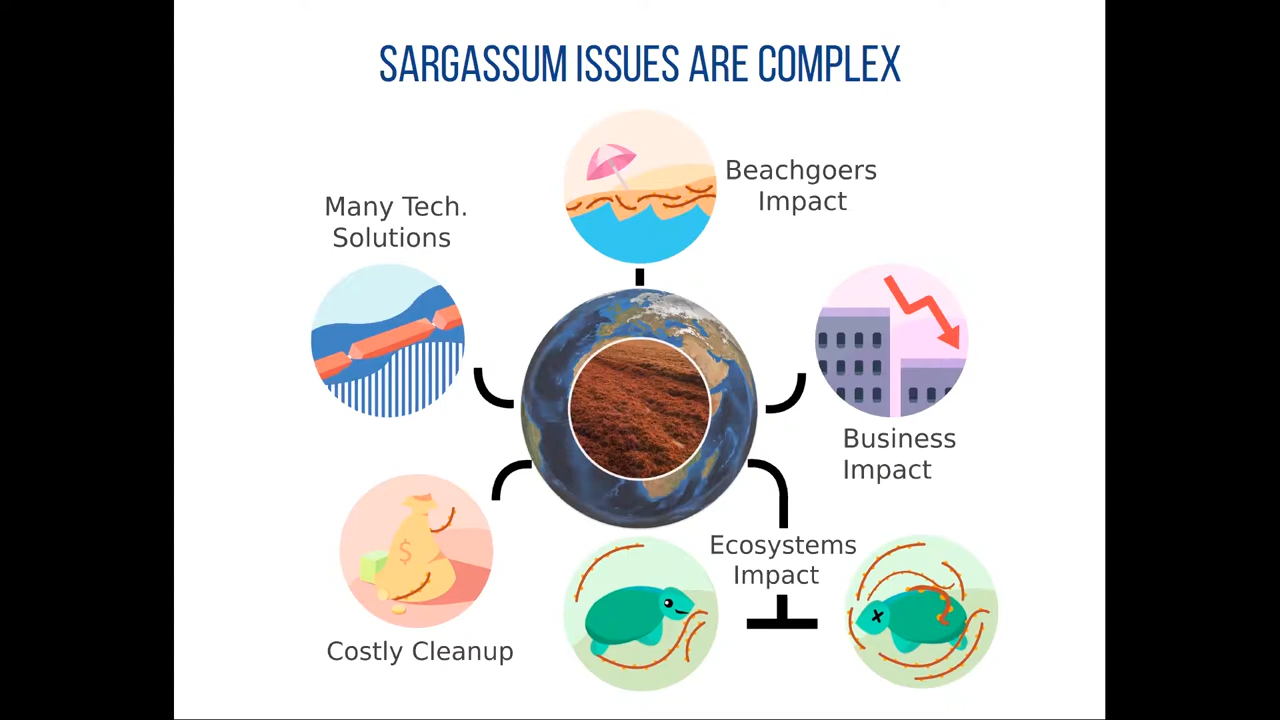 SARGASSUM ISSUES ARE COMPLEX
Beachgoers
Impact
Many Tech.
Solutions
Business
Impact
Ecosystems
Impact
Costly Cleanup
$